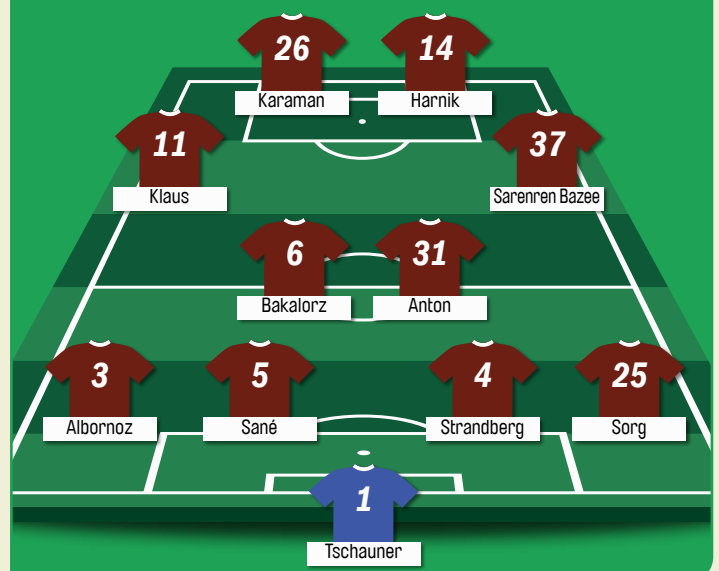 26 14
Karaman Harnik
11 37
Klaus Sarenren Bazee
6 31
Bakalorz Anton
3 5 4 25
Albornoz Sané Strandberg Sorg
1
Tschauner